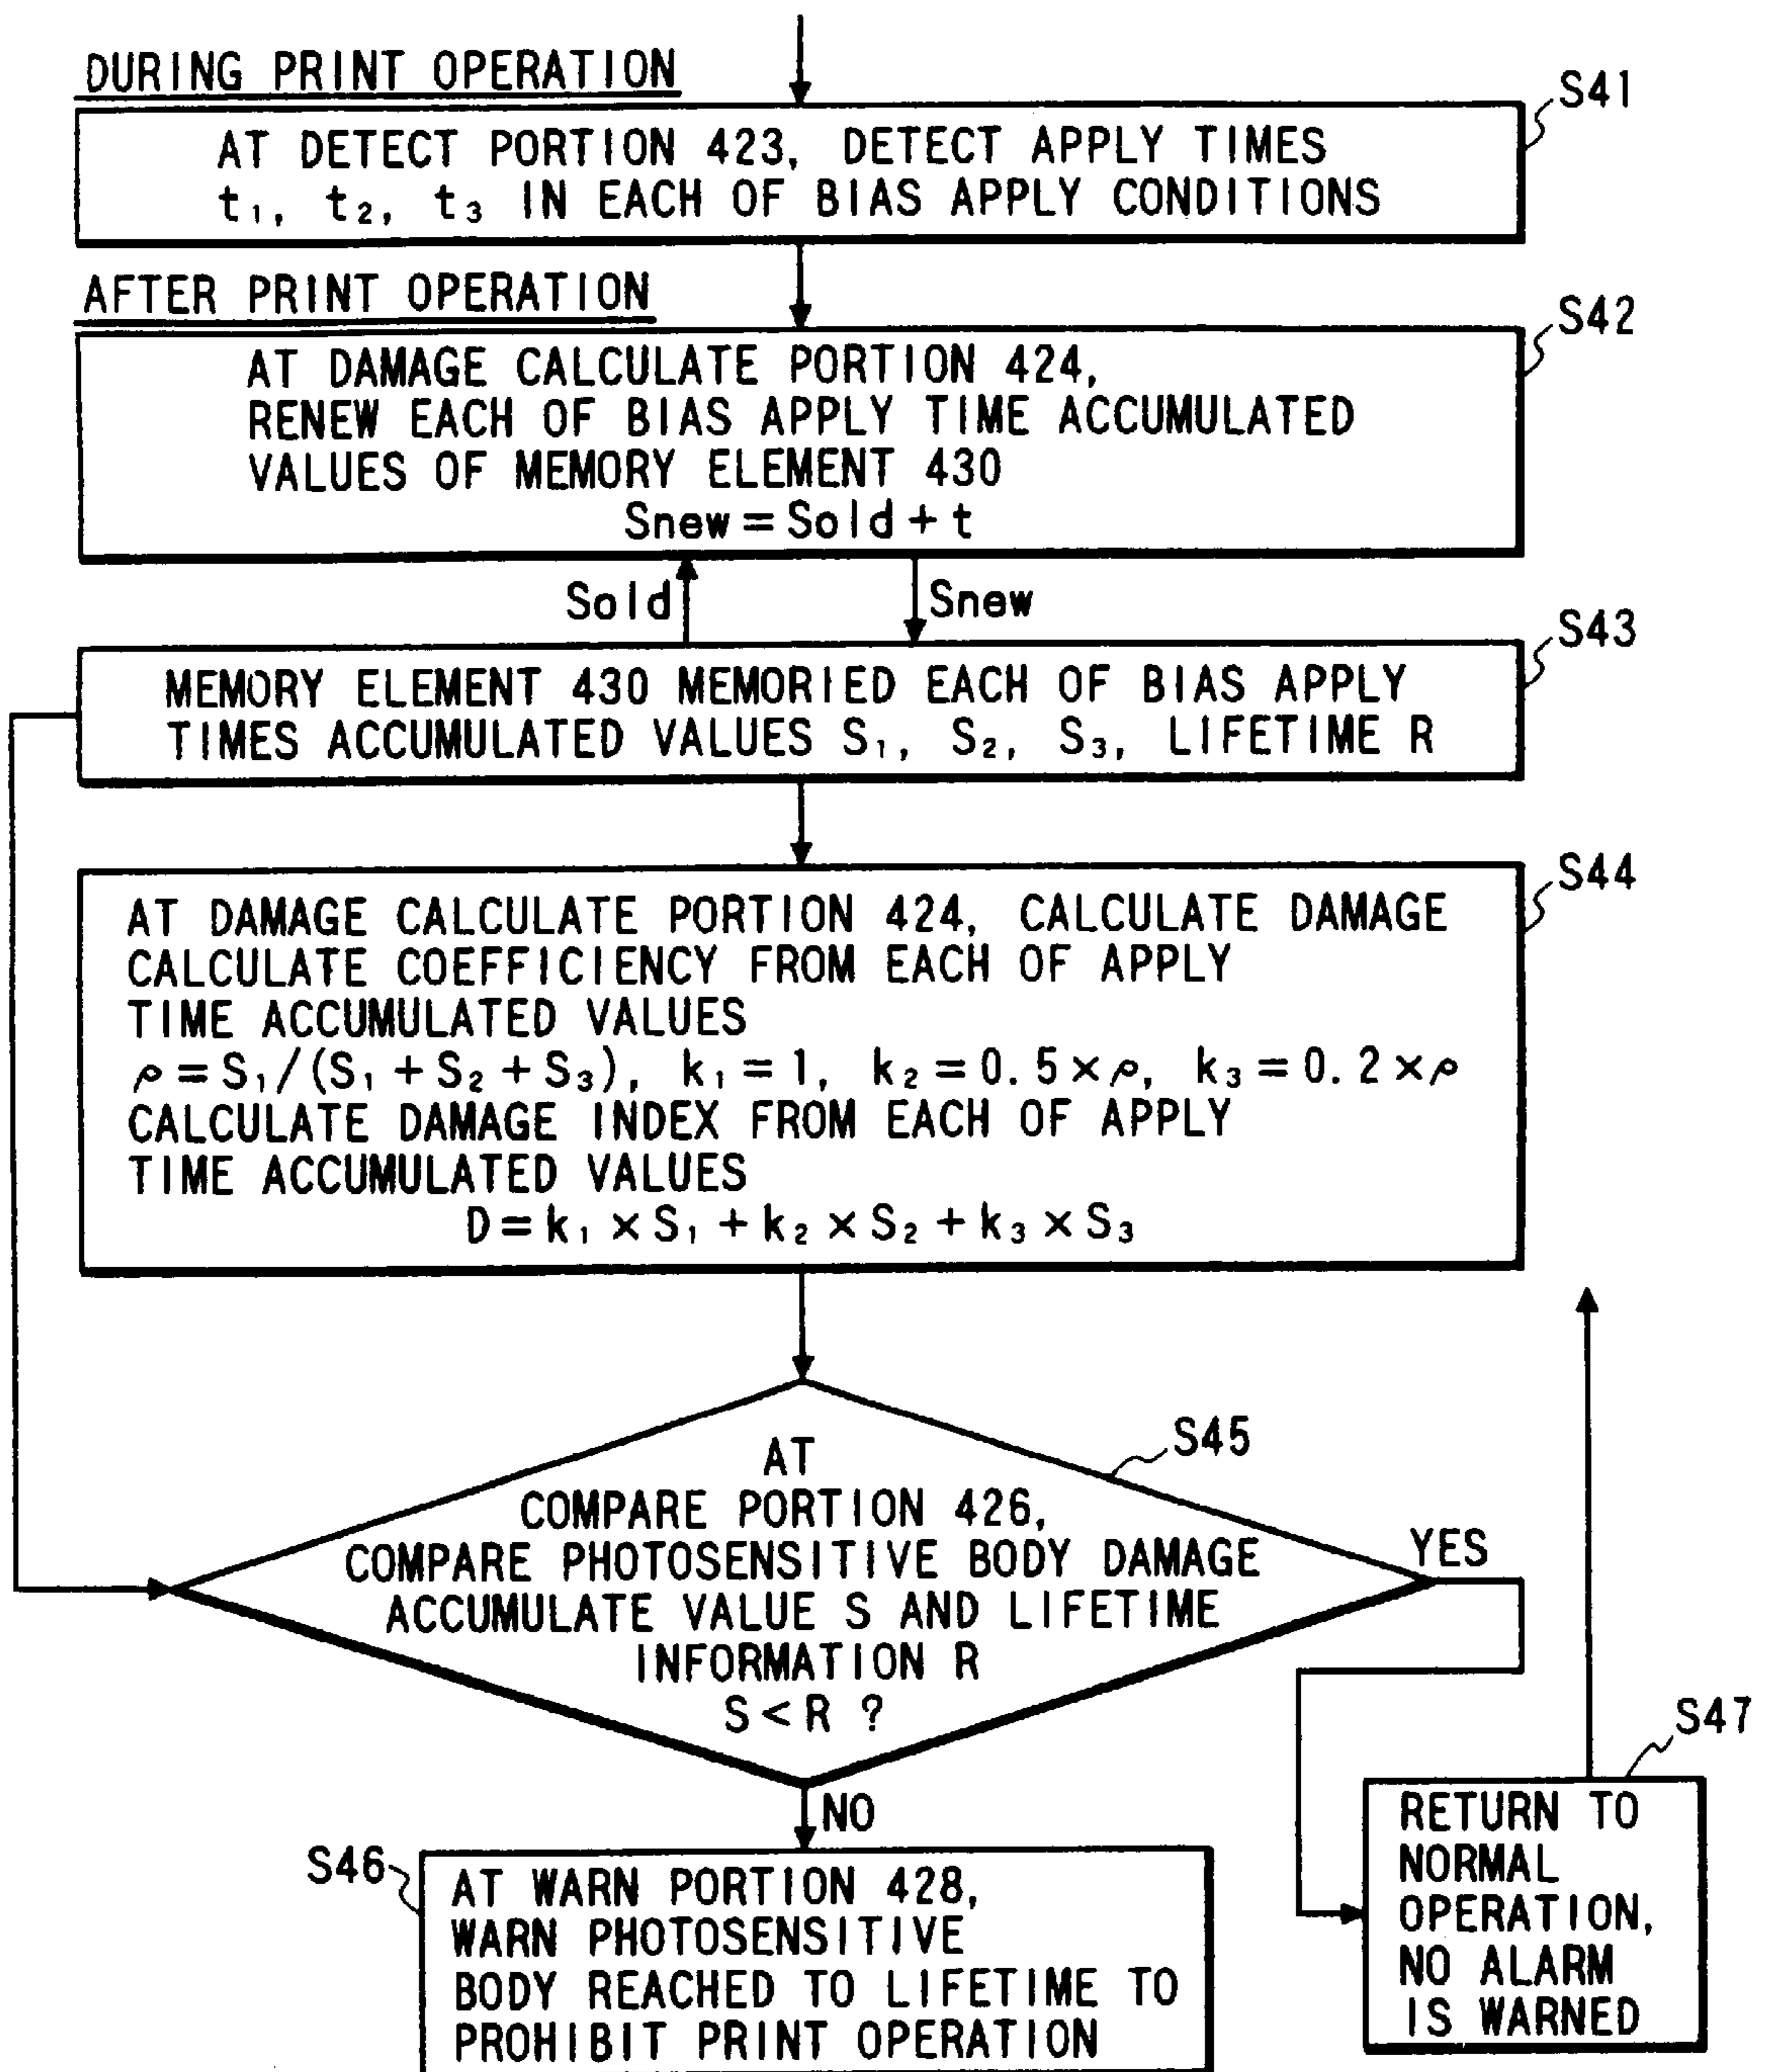 DURING PRINT OPERATION
S41
AT DETECT PORTION 423, DETECT APPLY TIMES
t₁, t₂, t₃ IN EACH OF BIAS APPLY CONDITIONS
AFTER PRINT OPERATION
S42
AT DAMAGE CALCULATE PORTION 424,
RENEW EACH OF BIAS APPLY TIME ACCUMULATED
VALUES OF MEMORY ELEMENT 430
Snew = Sold + t
Sold
Snew
S43
MEMORY ELEMENT 430 MEMORIED EACH OF BIAS APPLY
TIMES ACCUMULATED VALUES S₁, S₂, S₃, LIFETIME R
S44
AT DAMAGE CALCULATE PORTION 424, CALCULATE DAMAGE
CALCULATE COEFFICIENCY FROM EACH OF APPLY
TIME ACCUMULATED VALUES
ρ = S₁/(S₁ + S₂ + S₃), k₁ = 1, k₂ = 0.5 × ρ, k₃ = 0.2 × ρ
CALCULATE DAMAGE INDEX FROM EACH OF APPLY
TIME ACCUMULATED VALUES
D = k₁ × S₁ + k₂ × S₂ + k₃ × S₃
S45
AT
COMPARE PORTION 426,
COMPARE PHOTOSENSITIVE BODY DAMAGE
ACCUMULATE VALUE S AND LIFETIME
INFORMATION R
S < R ?
YES
NO
S46
AT WARN PORTION 428,
WARN PHOTOSENSITIVE
BODY REACHED TO LIFETIME TO
PROHIBIT PRINT OPERATION
S47
RETURN TO
NORMAL
OPERATION,
NO ALARM
IS WARNED